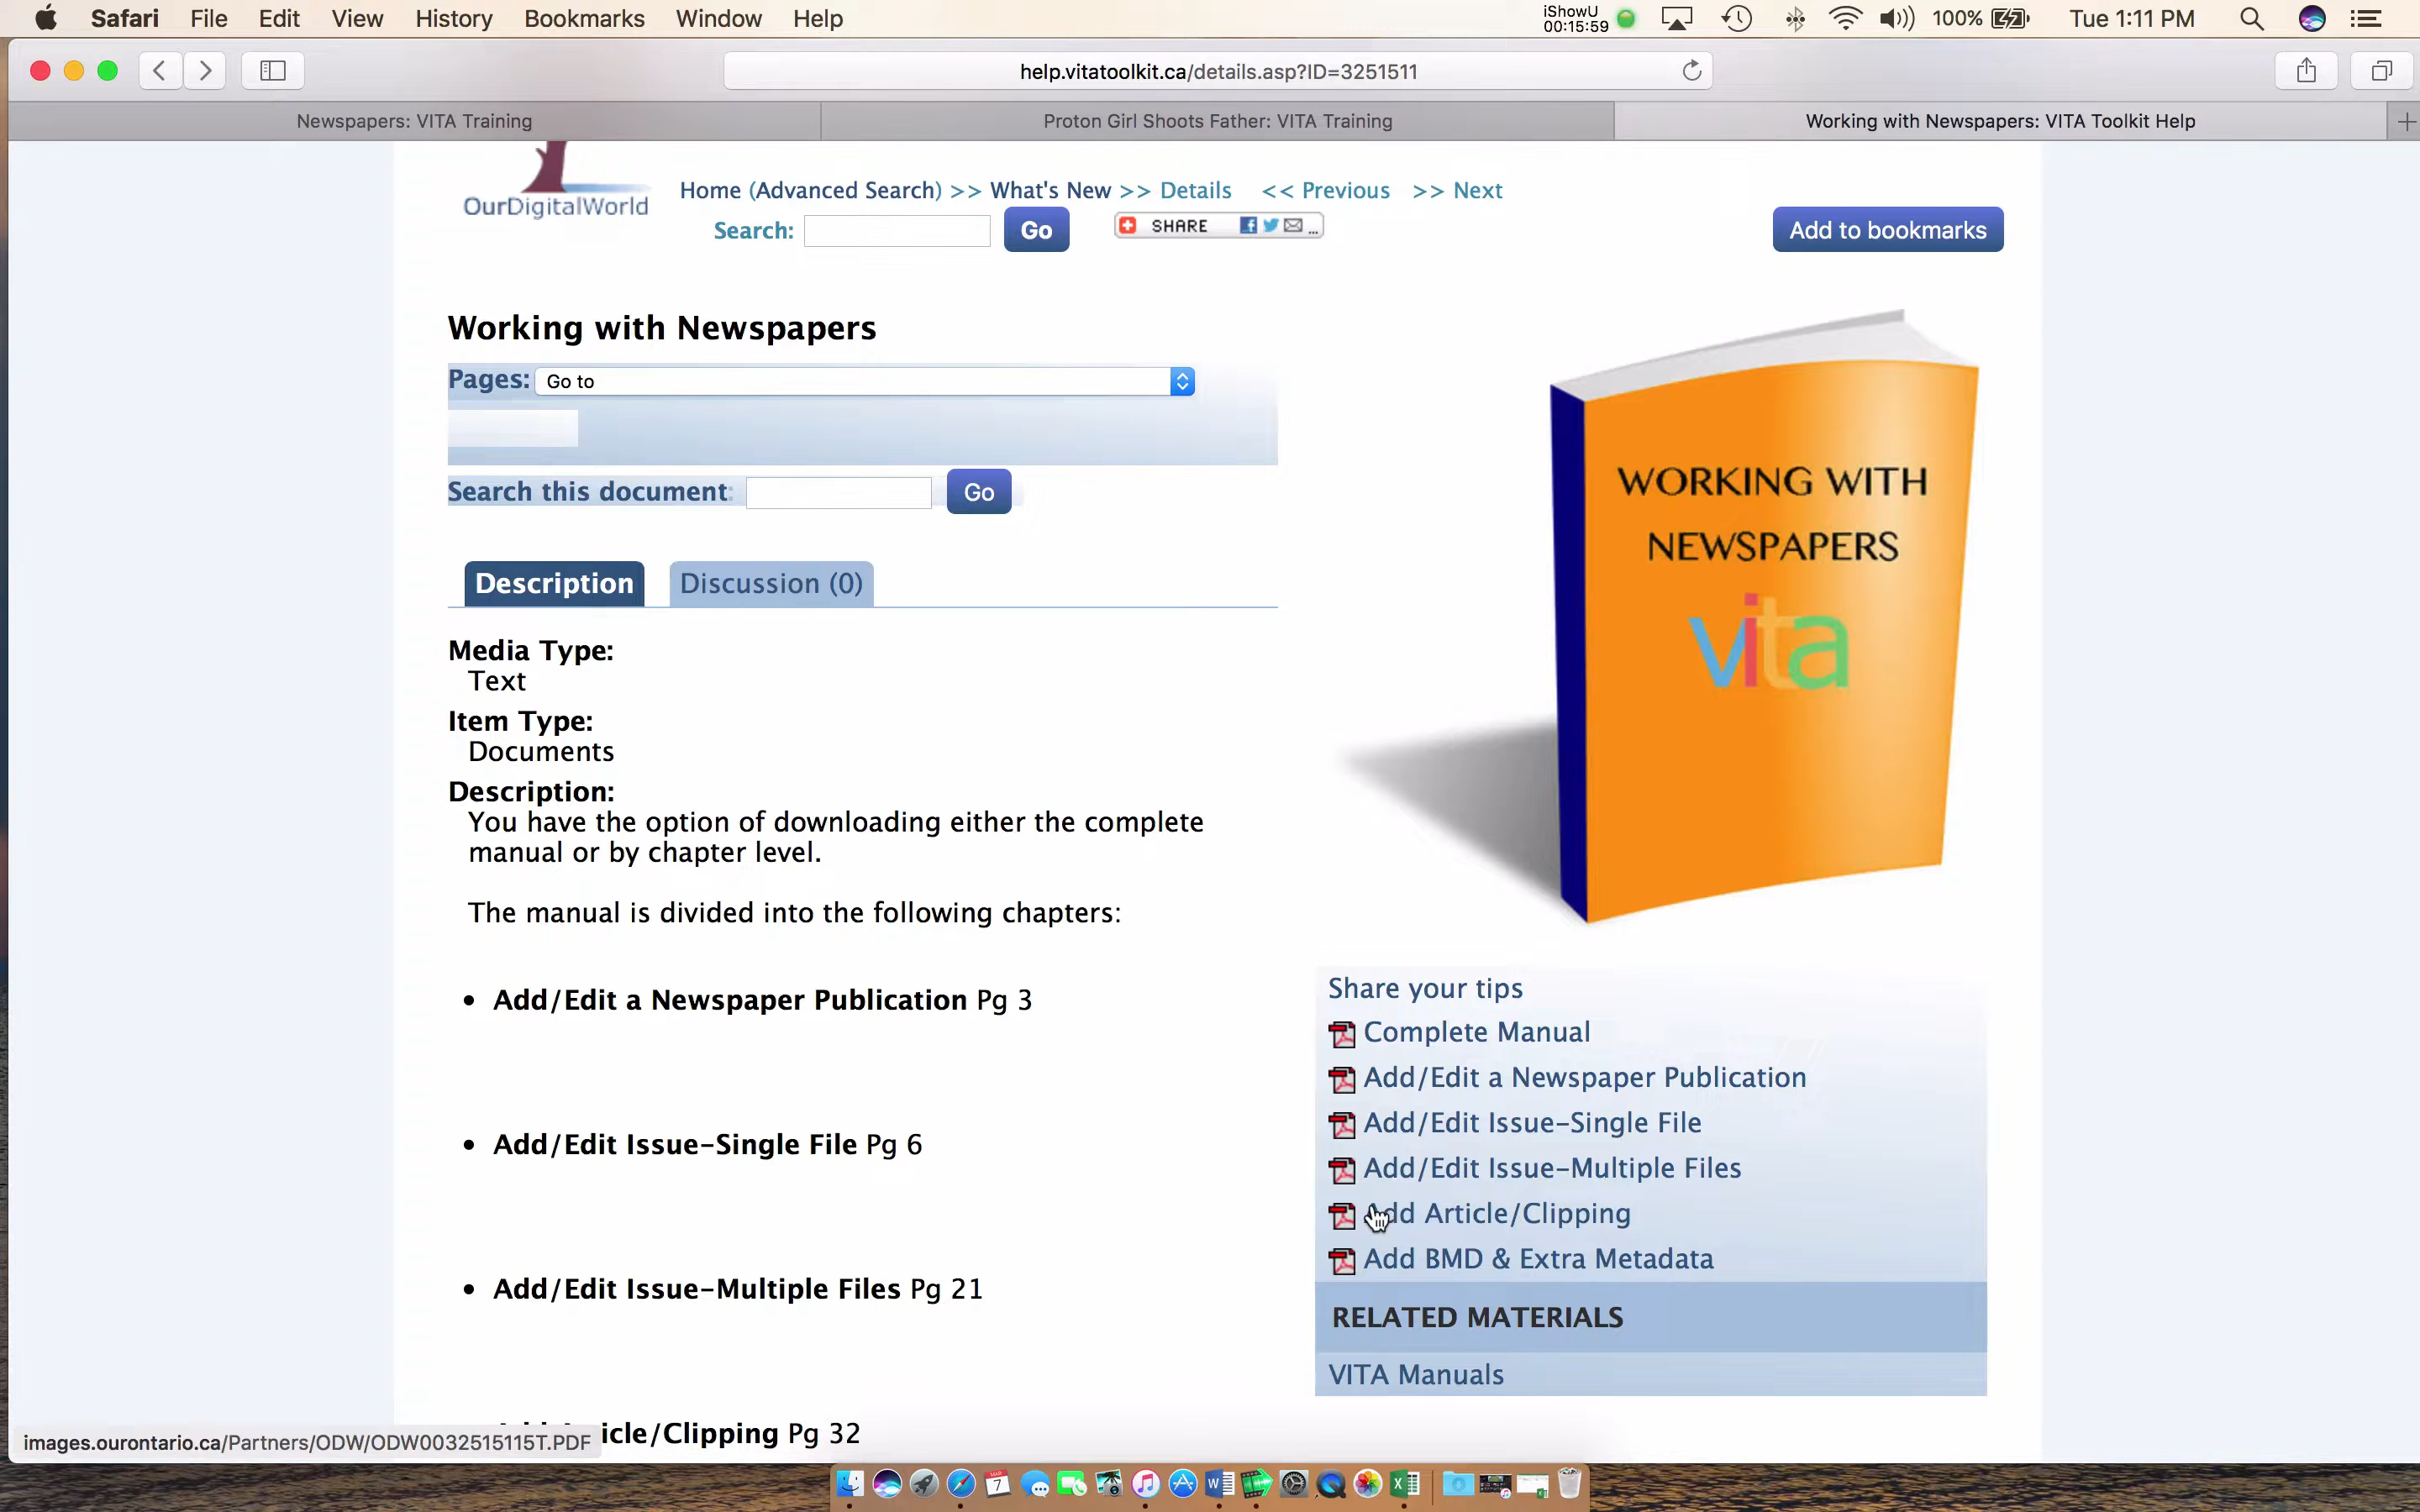 Safari File Edit View History Bookmarks Window Help
iShowU
00:15:59
100%
Tue 1:11 PM
help.vitatoolkit.ca/details.asp?ID=3251511
Newspapers: VITA Training
Proton Girl Shoots Father: VITA Training
Working with Newspapers: VITA Toolkit Help
OurDigitalWorld
Home (Advanced Search) >> What's New >> Details << Previous >> Next
Search:
Go
SHARE
...
Add to bookmarks
Working with Newspapers
Pages: Go to
Search this document:
Go
Description
Discussion (0)
WORKING WITH
NEWSPAPERS
vita
Media Type:
Text
Item Type:
Documents
Description:
You have the option of downloading either the complete
manual or by chapter level.
The manual is divided into the following chapters:
• Add/Edit a Newspaper Publication Pg 3
• Add/Edit Issue-Single File Pg 6
• Add/Edit Issue-Multiple Files Pg 21
Article/Clipping Pg 32
Share your tips
Complete Manual
Add/Edit a Newspaper Publication
Add/Edit Issue-Single File
Add/Edit Issue-Multiple Files
Add Article/Clipping
Add BMD & Extra Metadata
RELATED MATERIALS
VITA Manuals
images.ourontario.ca/Partners/ODW/ODW0032515115T.PDF
MAR
7